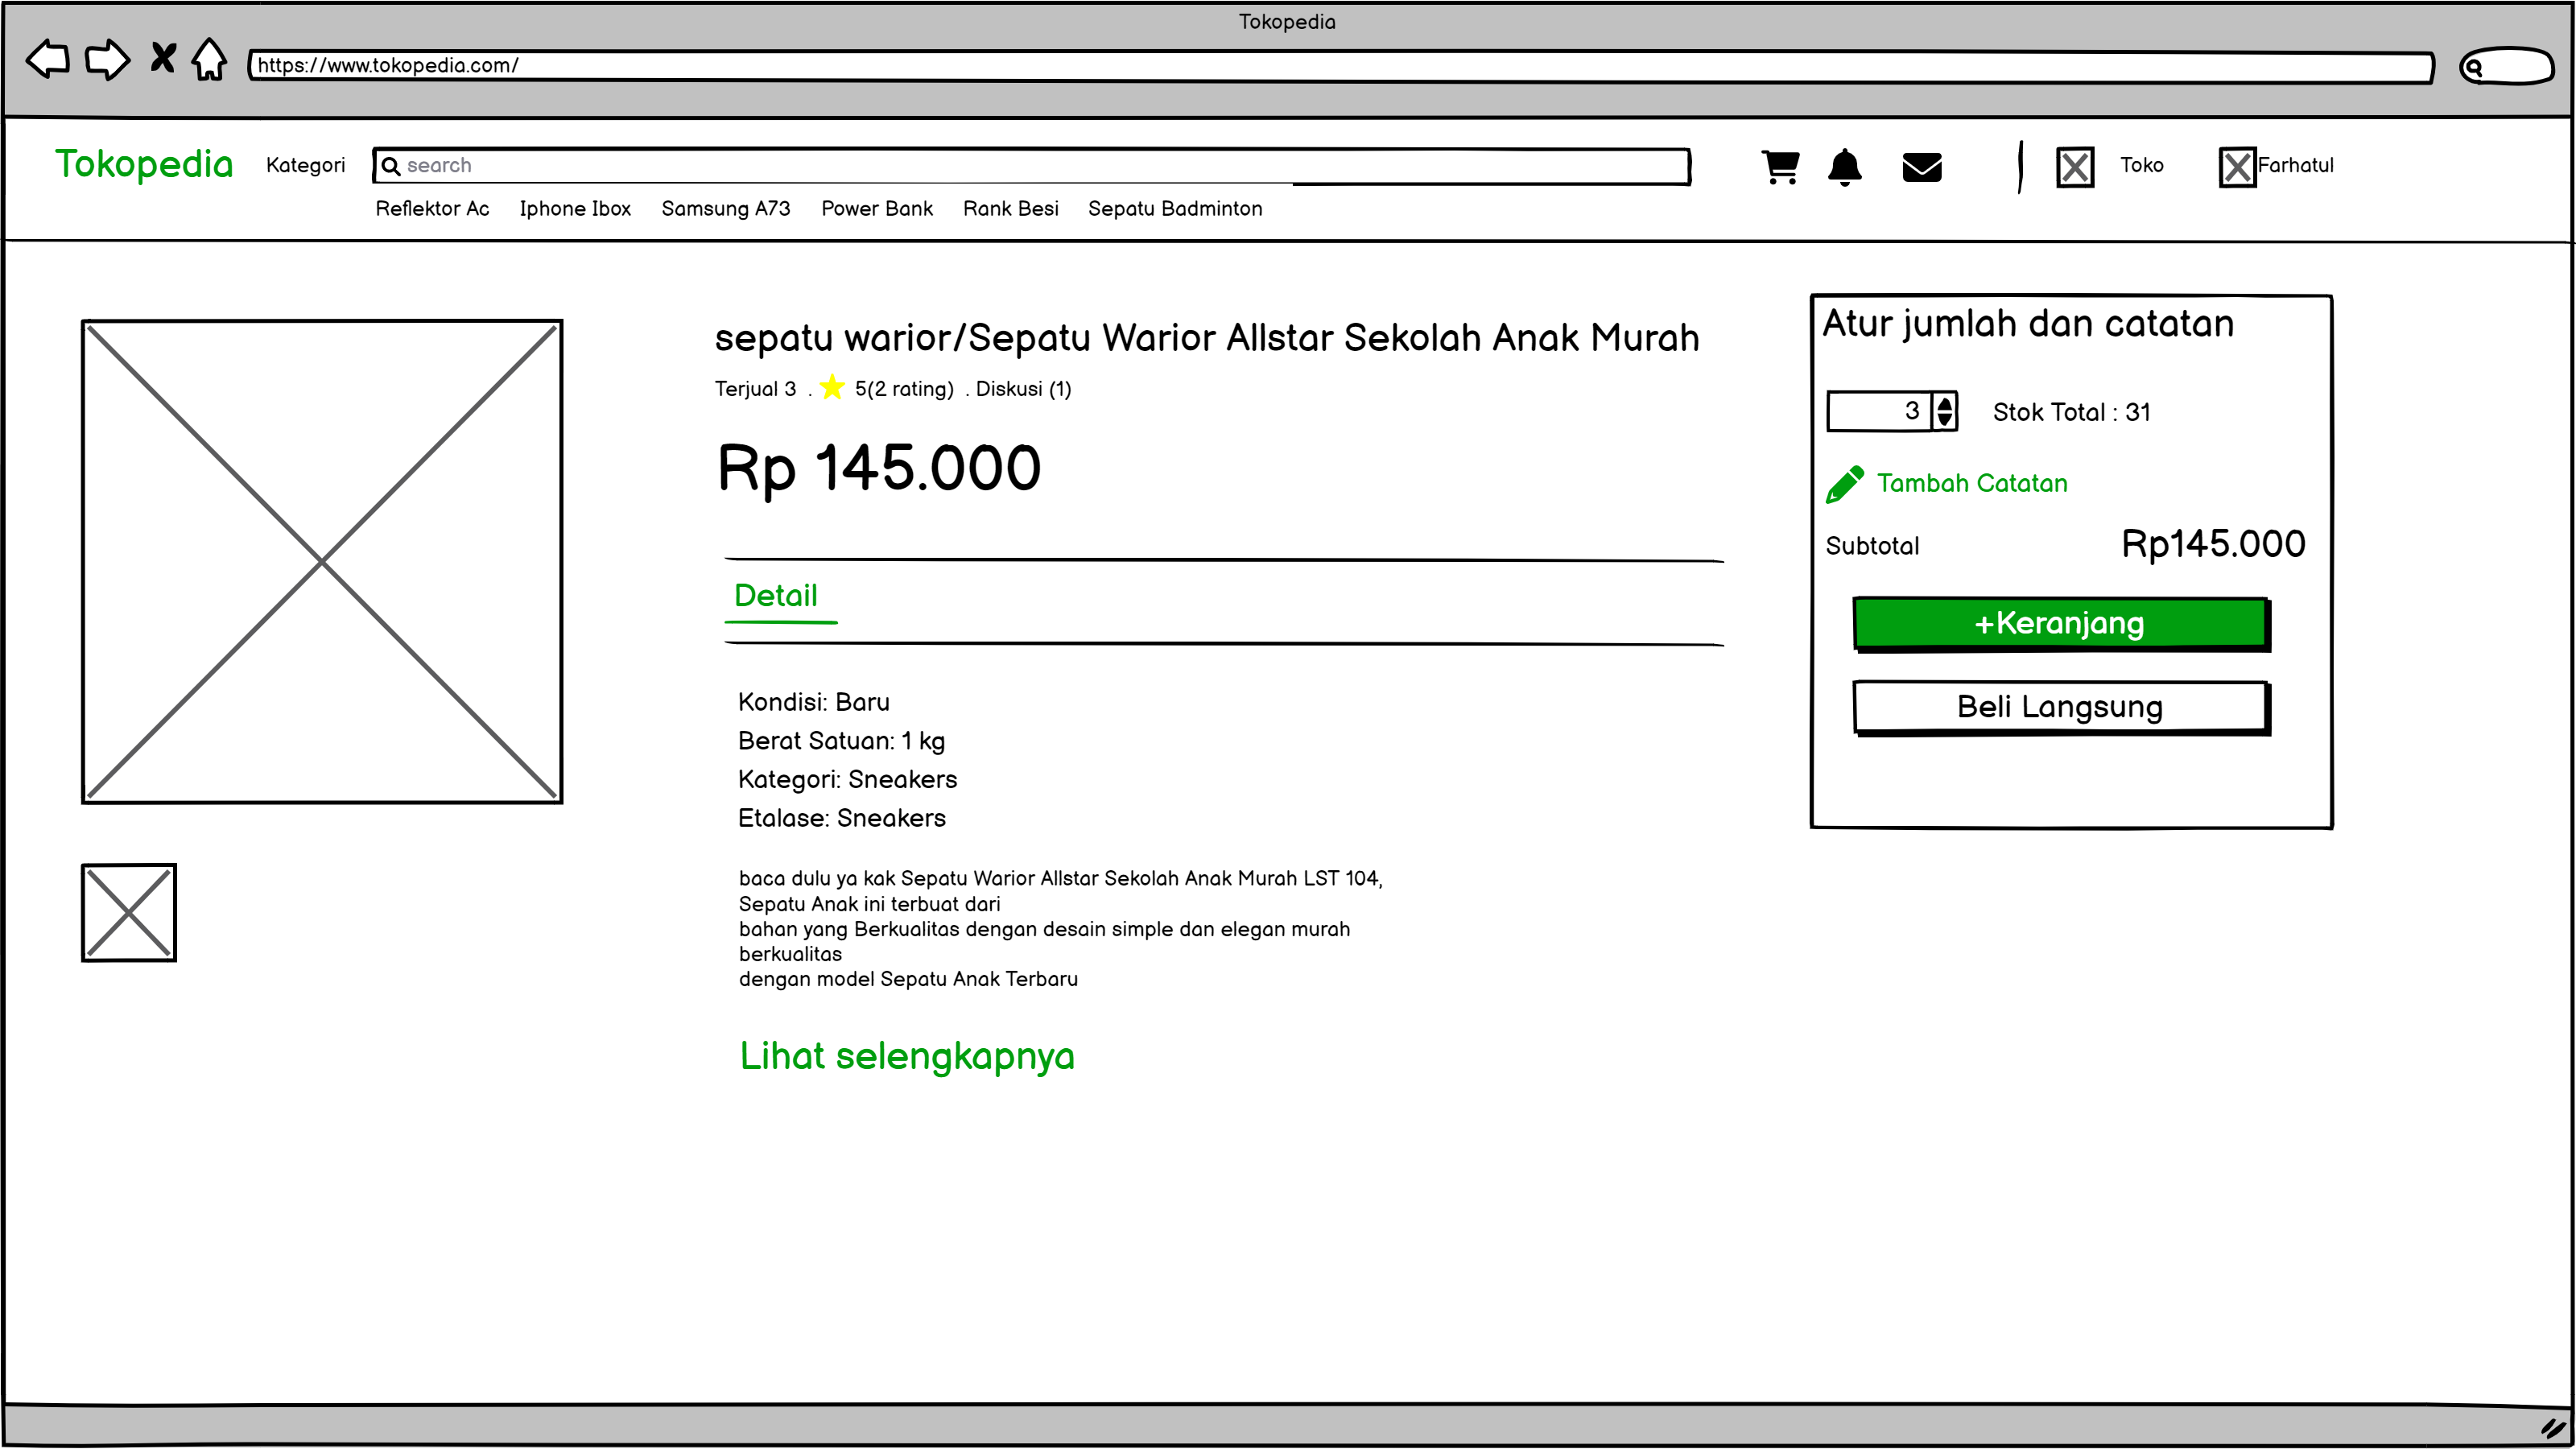 Tokopedia
https://www.tokopedia.com/
Tokopedia
Kategori
search
Toko
Farhatul
Reflektor Ac Iphone Ibox Samsung A73 Power Bank Rank Besi Sepatu Badminton
sepatu warior/Sepatu Warior Allstar Sekolah Anak Murah
Terjual 3 . 5(2 rating) . Diskusi (1)
Rp 145.000
Detail
Kondisi: Baru
Berat Satuan: 1 kg
Kategori: Sneakers
Etalase: Sneakers
baca dulu ya kak Sepatu Warior Allstar Sekolah Anak Murah LST 104,
Sepatu Anak ini terbuat dari
bahan yang Berkualitas dengan desain simple dan elegan murah
berkualitas
dengan model Sepatu Anak Terbaru
Lihat selengkapnya
Atur jumlah dan catatan
3 Stok Total : 31
Tambah Catatan
Subtotal Rp145.000
+Keranjang
Beli Langsung